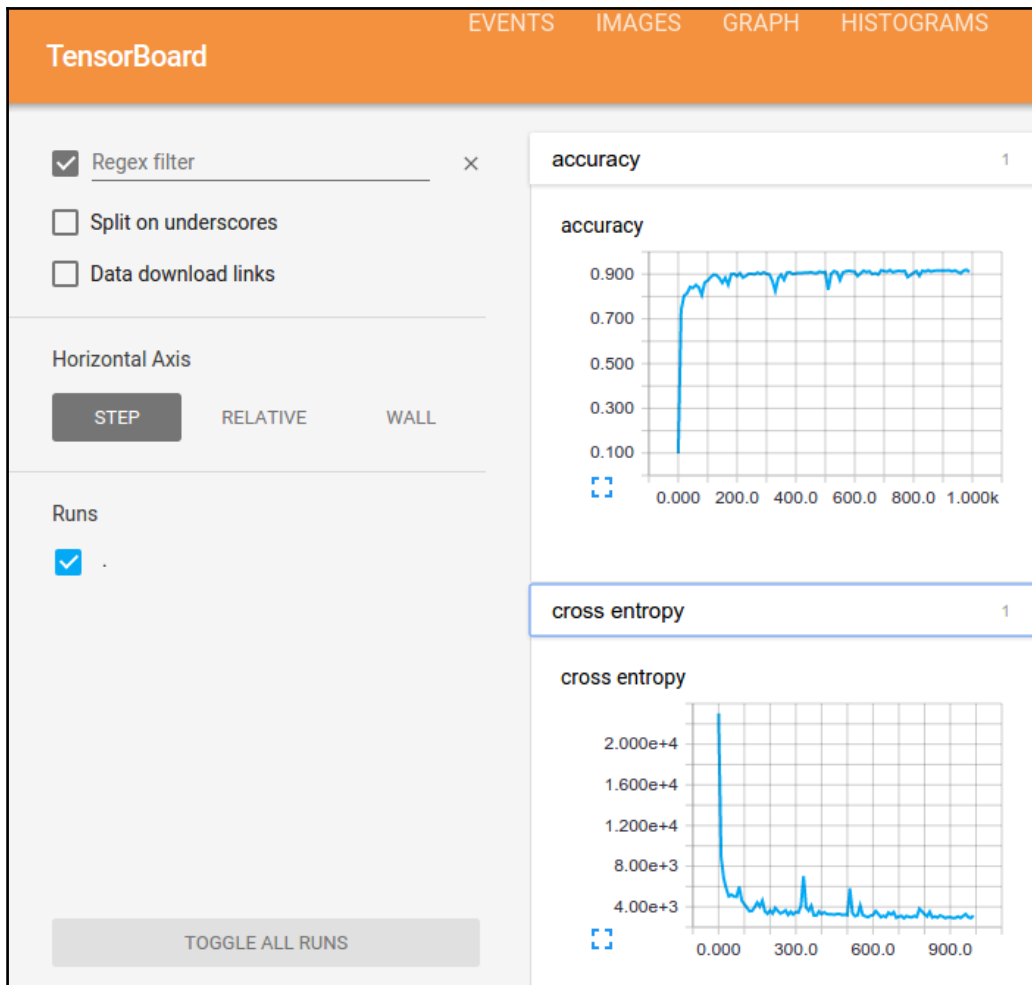 EVENTS IMAGES GRAPH HISTOGRAMS
TensorBoard
Regex filter ×
Split on underscores
Data download links
Horizontal Axis
STEP RELATIVE WALL
Runs
.
TOGGLE ALL RUNS
accuracy 1
accuracy
0.900
0.700
0.500
0.300
0.100
0.000 200.0 400.0 600.0 800.0 1.000k
cross entropy 1
cross entropy
2.000e+4
1.600e+4
1.200e+4
8.00e+3
4.00e+3
0.000 300.0 600.0 900.0